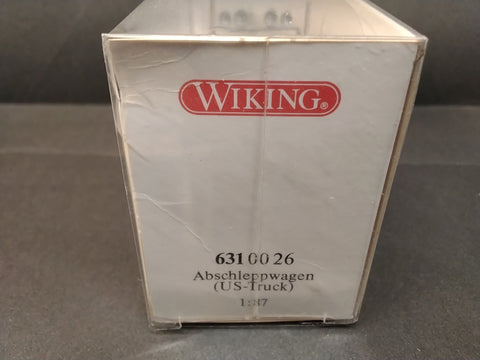 WIKING®
631 00 26
Abschleppwagen
(US-Truck)
1:87